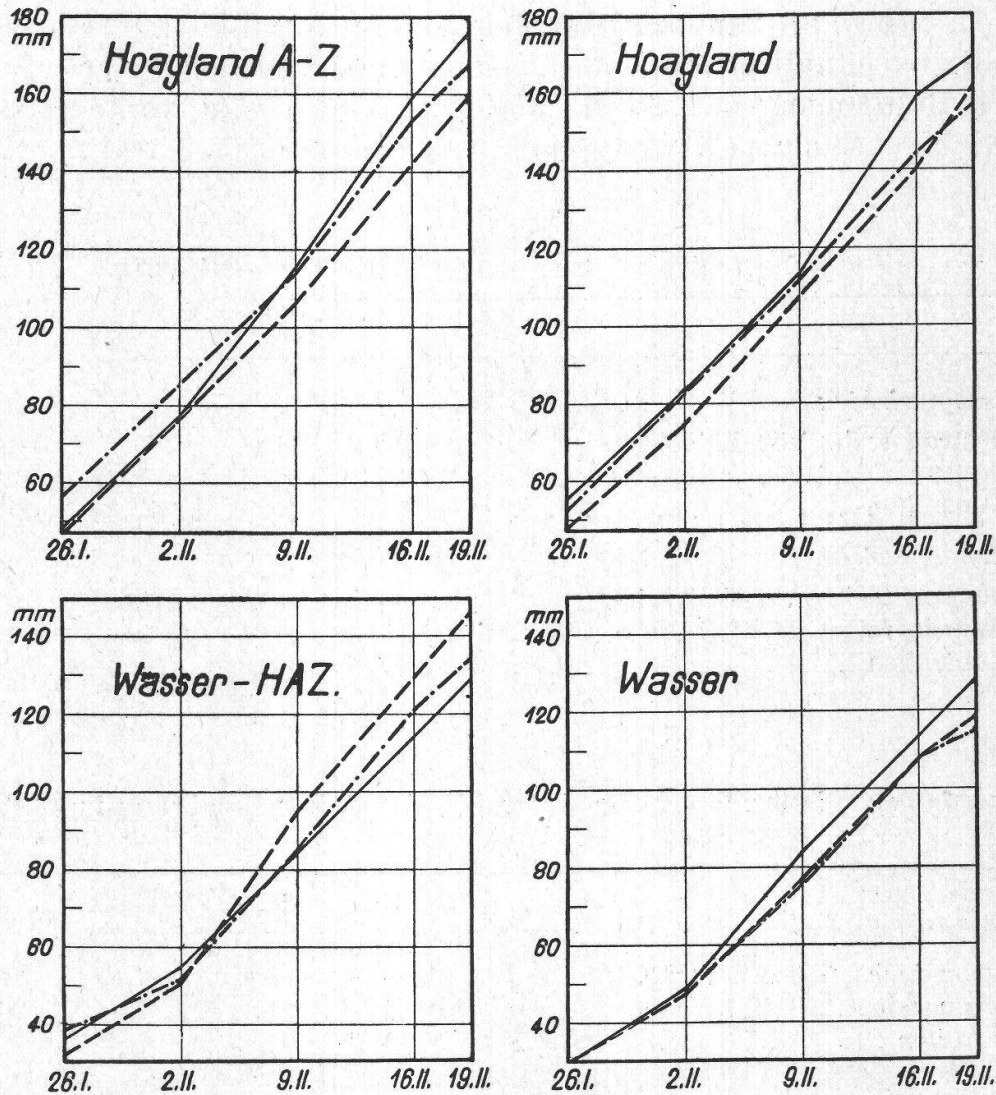 180
mm
Hoagland A-Z
160
140
120
100
80
60
26.I.
2.II.
9.II.
16.II.
19.II.
180
mm
Hoagland
160
140
120
100
80
60
26.I.
2.II.
9.II.
16.II.
19.II.
mm
140
Wasser-HAZ.
120
100
80
60
40
26.I.
2.II.
9.II.
16.II.
19.II.
mm
140
Wasser
120
100
80
60
40
26.I.
2.II.
9.II.
16.II.
19.II.